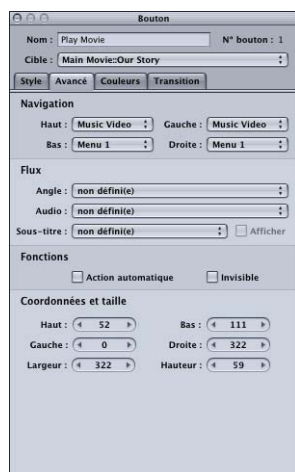 Bouton
Nom : Play Movie N° bouton : 1
Cible : Main Movie::Our Story
Style Avancé Couleurs Transition
Navigation
Haut : Music Video Gauche : Music Video
Bas : Menu 1 Droite : Menu 1
Flux
Angle : non défini(e)
Audio : non défini(e)
Sous-titre : non défini(e) Afficher
Fonctions
Action automatique Invisible
Coordonnées et taille
Haut : 52 Bas : 111
Gauche : 0 Droite : 322
Largeur : 322 Hauteur : 59